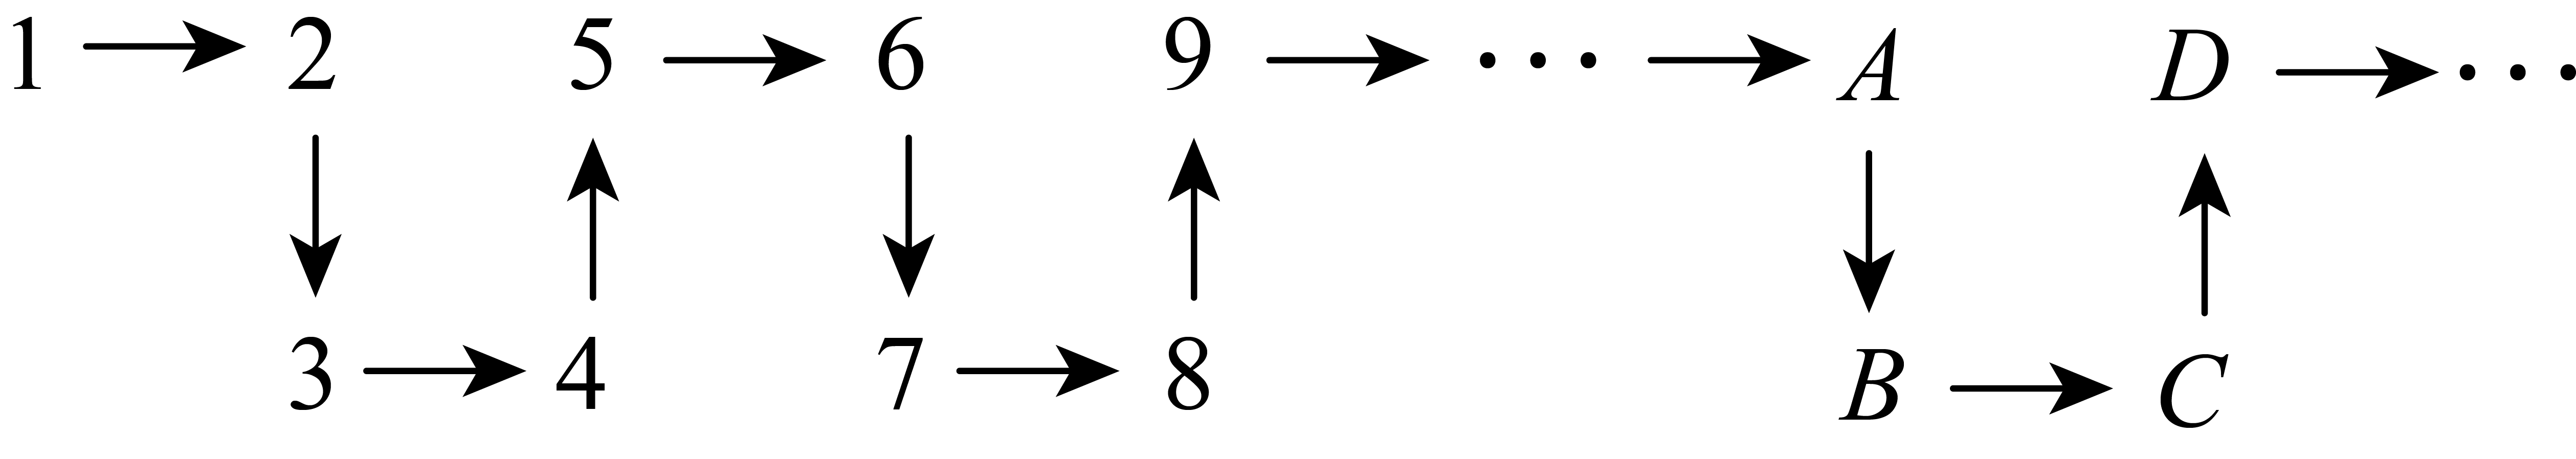 1 → 2 5 → 6 9 → ··· → A D → ···
↓ ↑ ↓ ↑ ↓ ↑
3 → 4 7 → 8 B → C